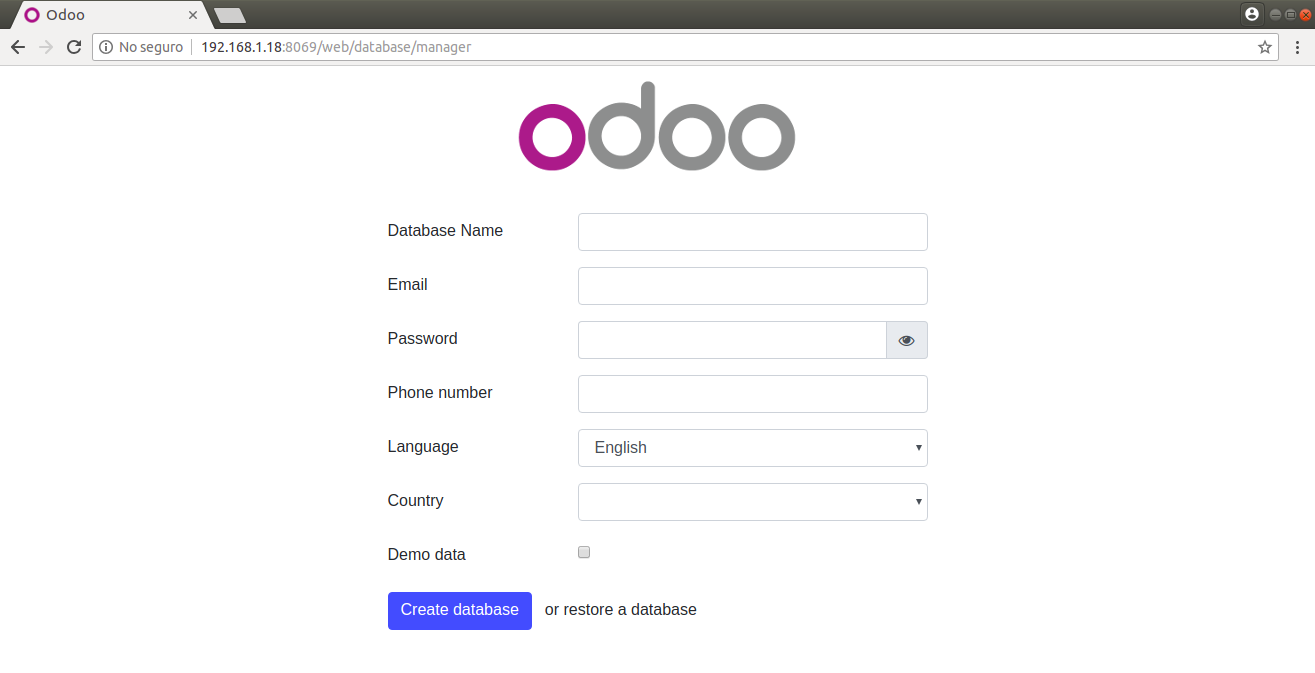 Odoo
No seguro 192.168.1.18:8069/web/database/manager
odoo
Database Name
Email
Password
Phone number
Language English
Country
Demo data
Create database or restore a database